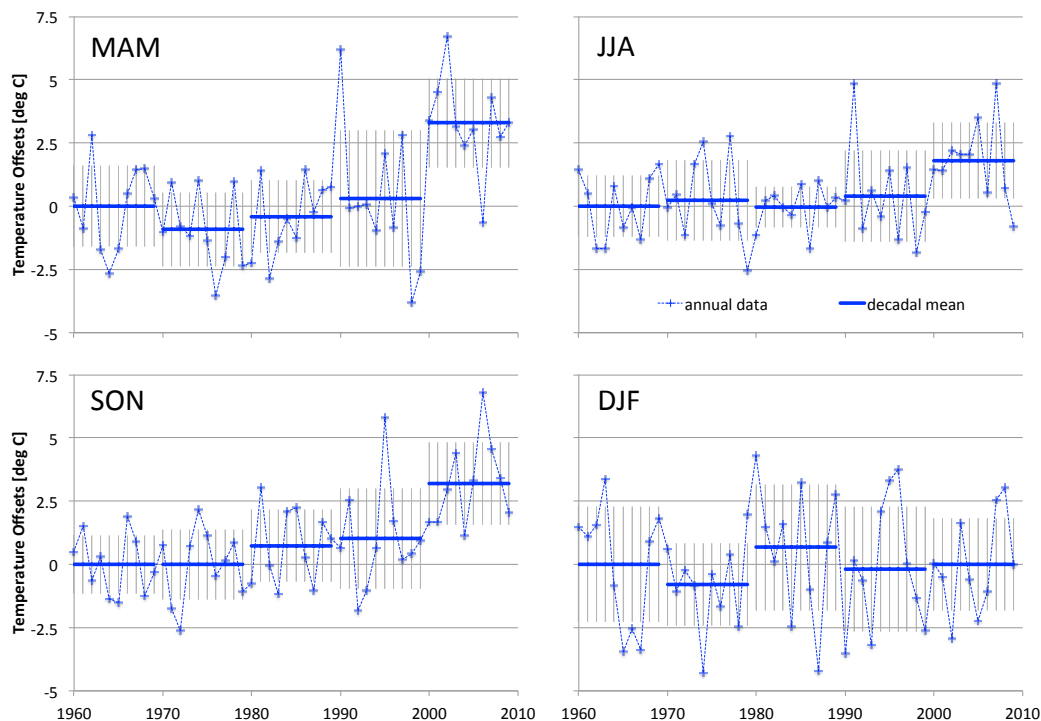 MAM
JJA
Temperature Offsets [deg C]
7.5
5
2.5
0
-2.5
-5
annual data
decadal mean
SON
DJF
Temperature Offsets [deg C]
7.5
5
2.5
0
-2.5
-5
1960 1970 1980 1990 2000 2010
1960 1970 1980 1990 2000 2010